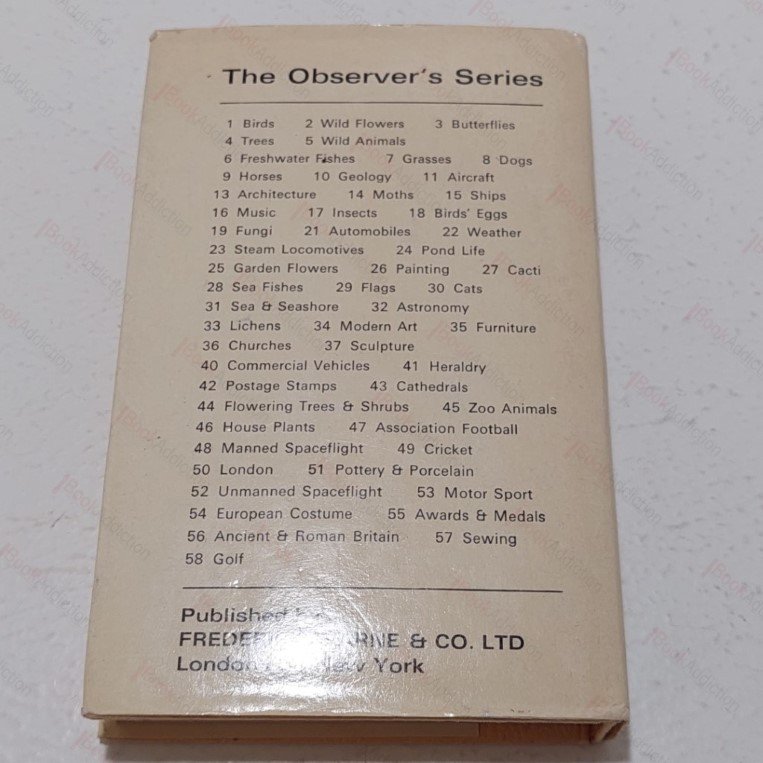 The Observer's Series
1 Birds 2 Wild Flowers 3 Butterflies
4 Trees 5 Wild Animals
6 Freshwater Fishes 7 Grasses 8 Dogs
9 Horses 10 Geology 11 Aircraft
13 Architecture 14 Moths 15 Ships
16 Music 17 Insects 18 Birds' Eggs
19 Fungi 21 Automobiles 22 Weather
23 Steam Locomotives 24 Pond Life
25 Garden Flowers 26 Painting 27 Cacti
28 Sea Fishes 29 Flags 30 Cats
31 Sea & Seashore 32 Astronomy
33 Lichens 34 Modern Art 35 Furniture
36 Churches 37 Sculpture
40 Commercial Vehicles 41 Heraldry
42 Postage Stamps 43 Cathedrals
44 Flowering Trees & Shrubs 45 Zoo Animals
46 House Plants 47 Association Football
48 Manned Spaceflight 49 Cricket
50 London 51 Pottery & Porcelain
52 Unmanned Spaceflight 53 Motor Sport
54 European Costume 55 Awards & Medals
56 Ancient & Roman Britain 57 Sewing
58 Golf
Published
& CO. LTD
London York
BookAddiction